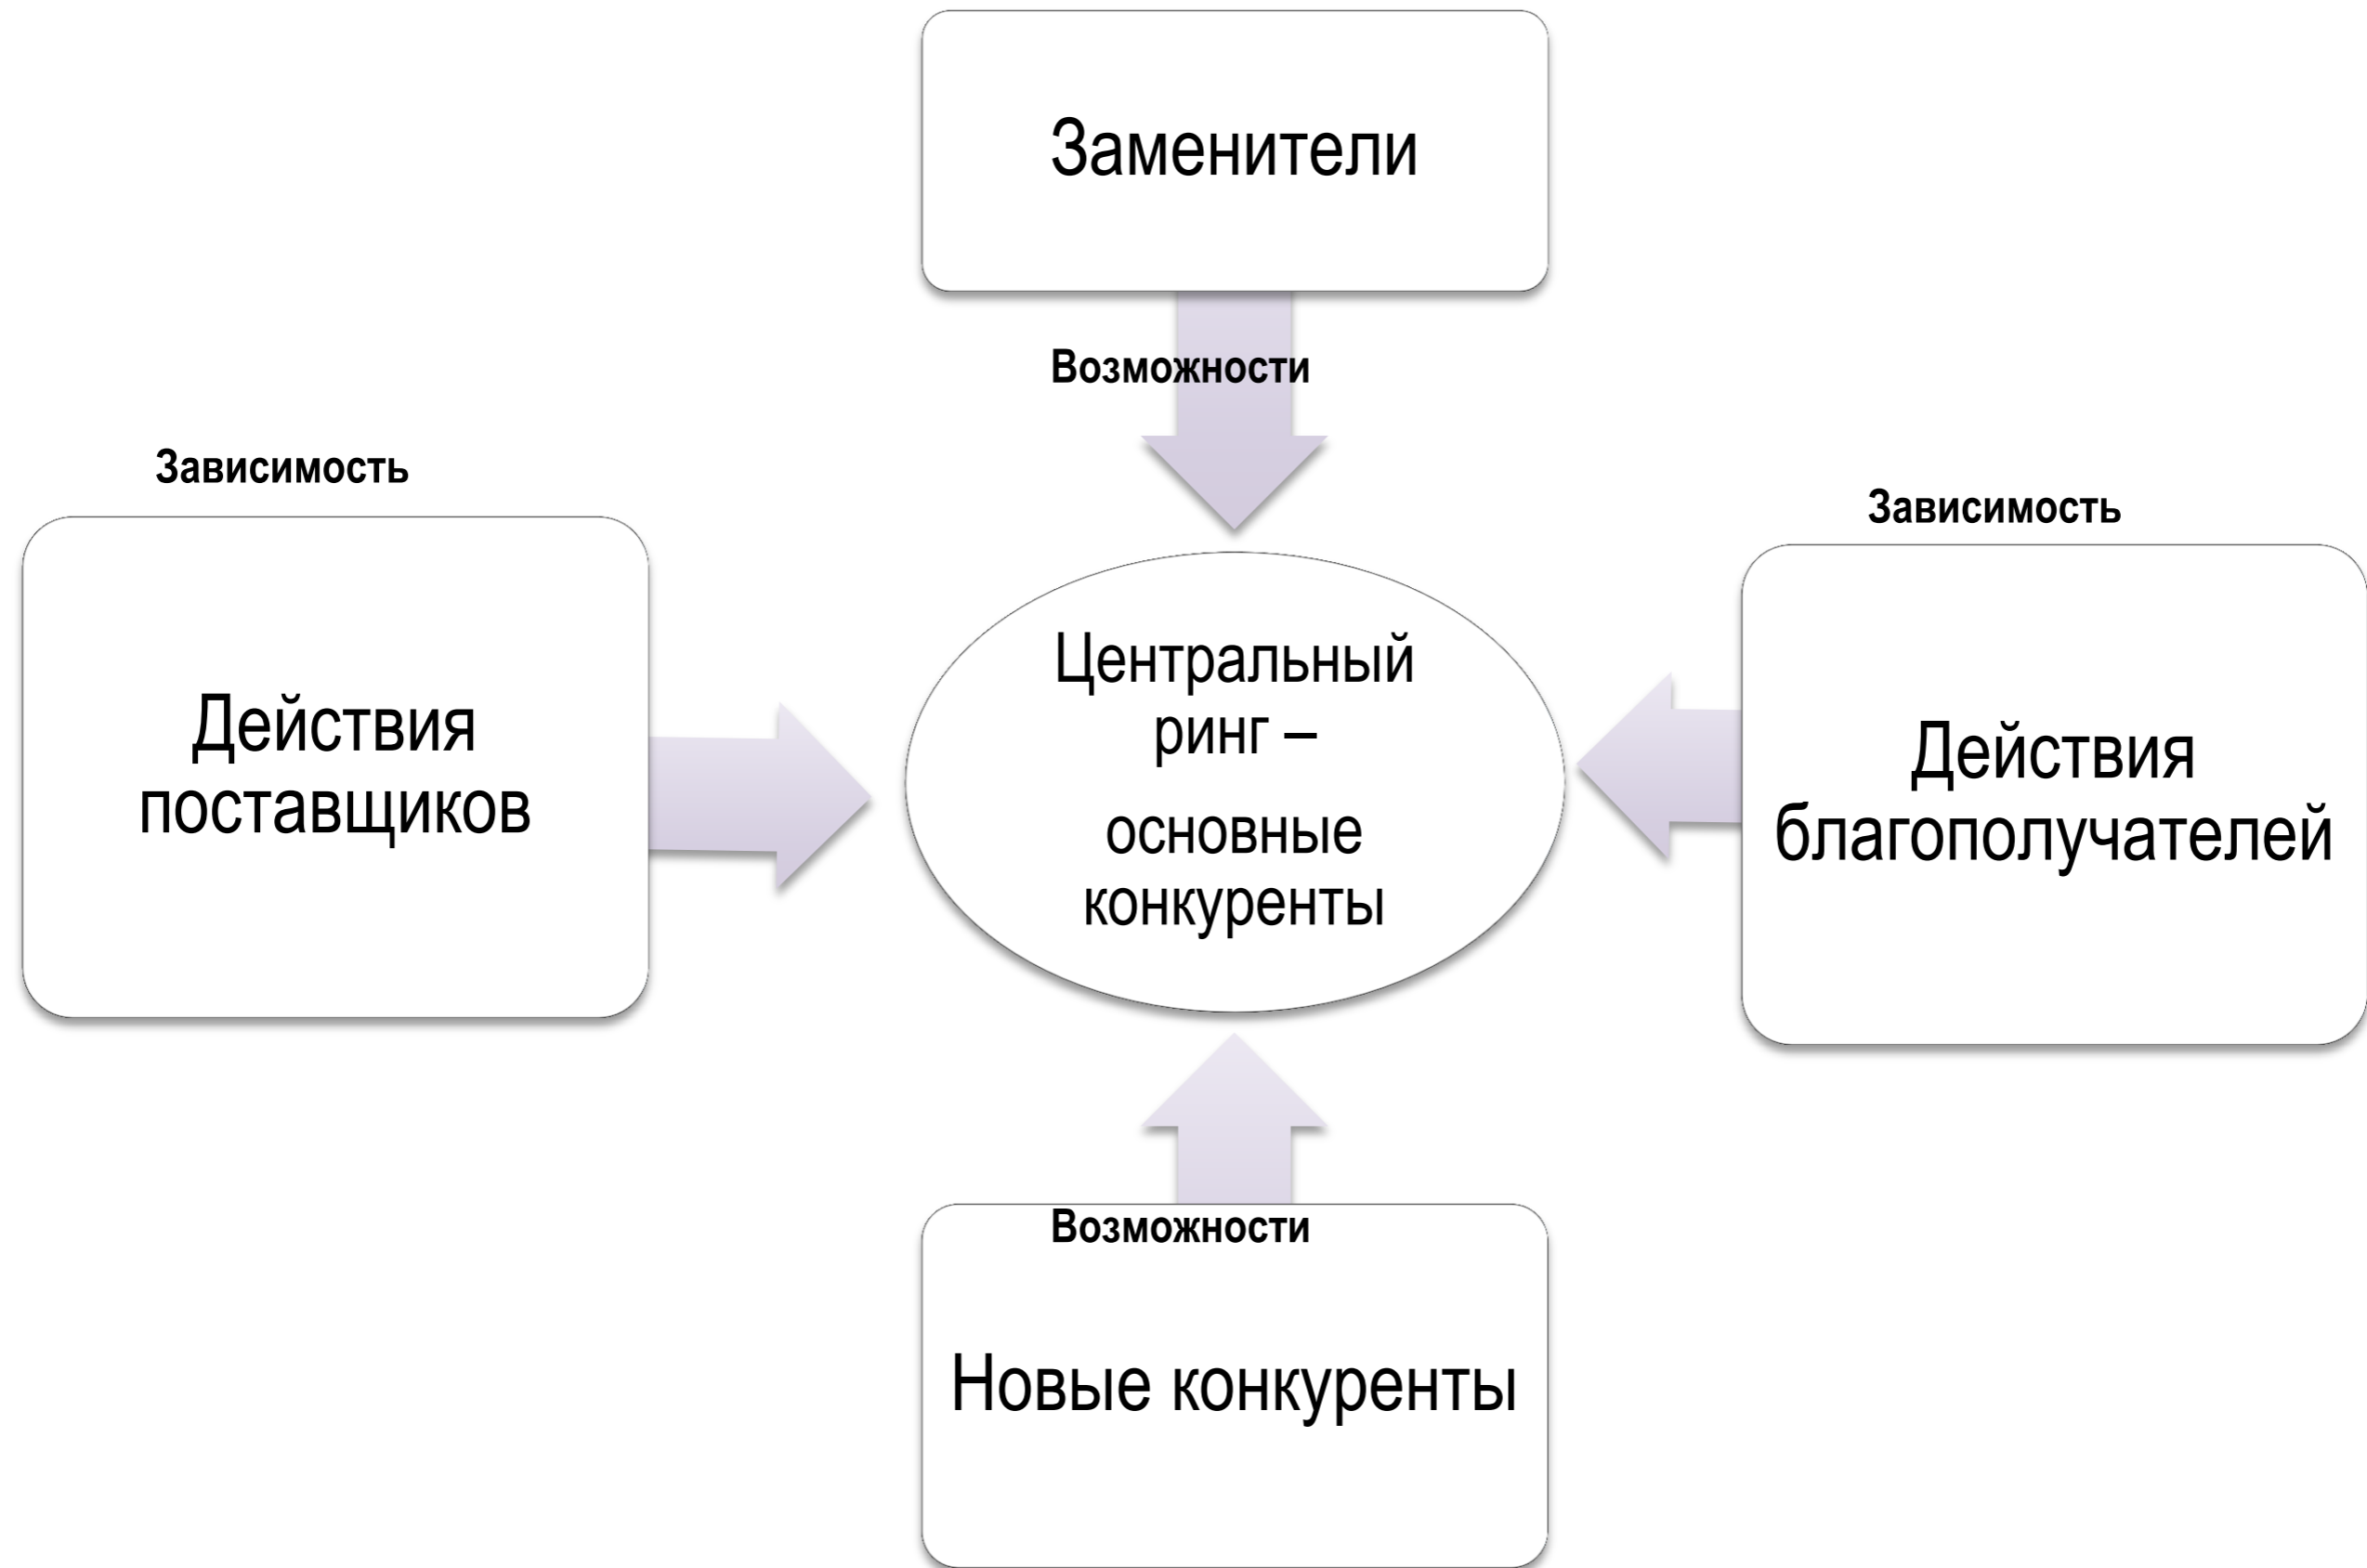 Заменители
Возможности
Зависимость
Зависимость
Действия
поставщиков
Центральный
ринг –
основные
конкуренты
Действия
благополучателей
Возможности
Новые конкуренты